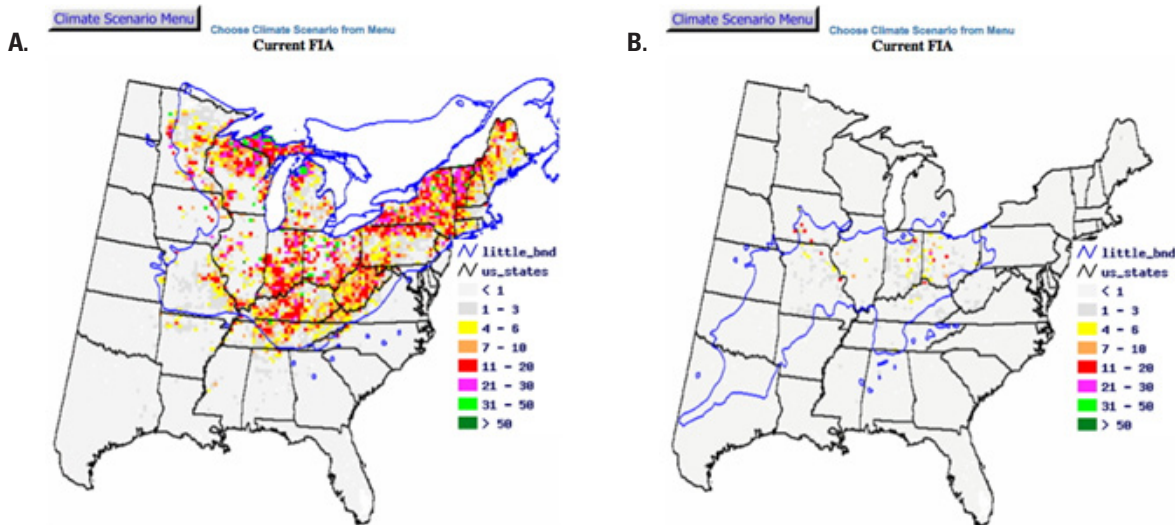 Climate Scenario Menu
Choose Climate Scenario from Menu
Current FIA
A.
little_bnd
us_states
< 1
1 - 3
4 - 6
7 - 10
11 - 20
21 - 30
31 - 50
> 50
Climate Scenario Menu
Choose Climate Scenario from Menu
Current FIA
B.
little_bnd
us_states
< 1
1 - 3
4 - 6
7 - 10
11 - 20
21 - 30
31 - 50
> 50